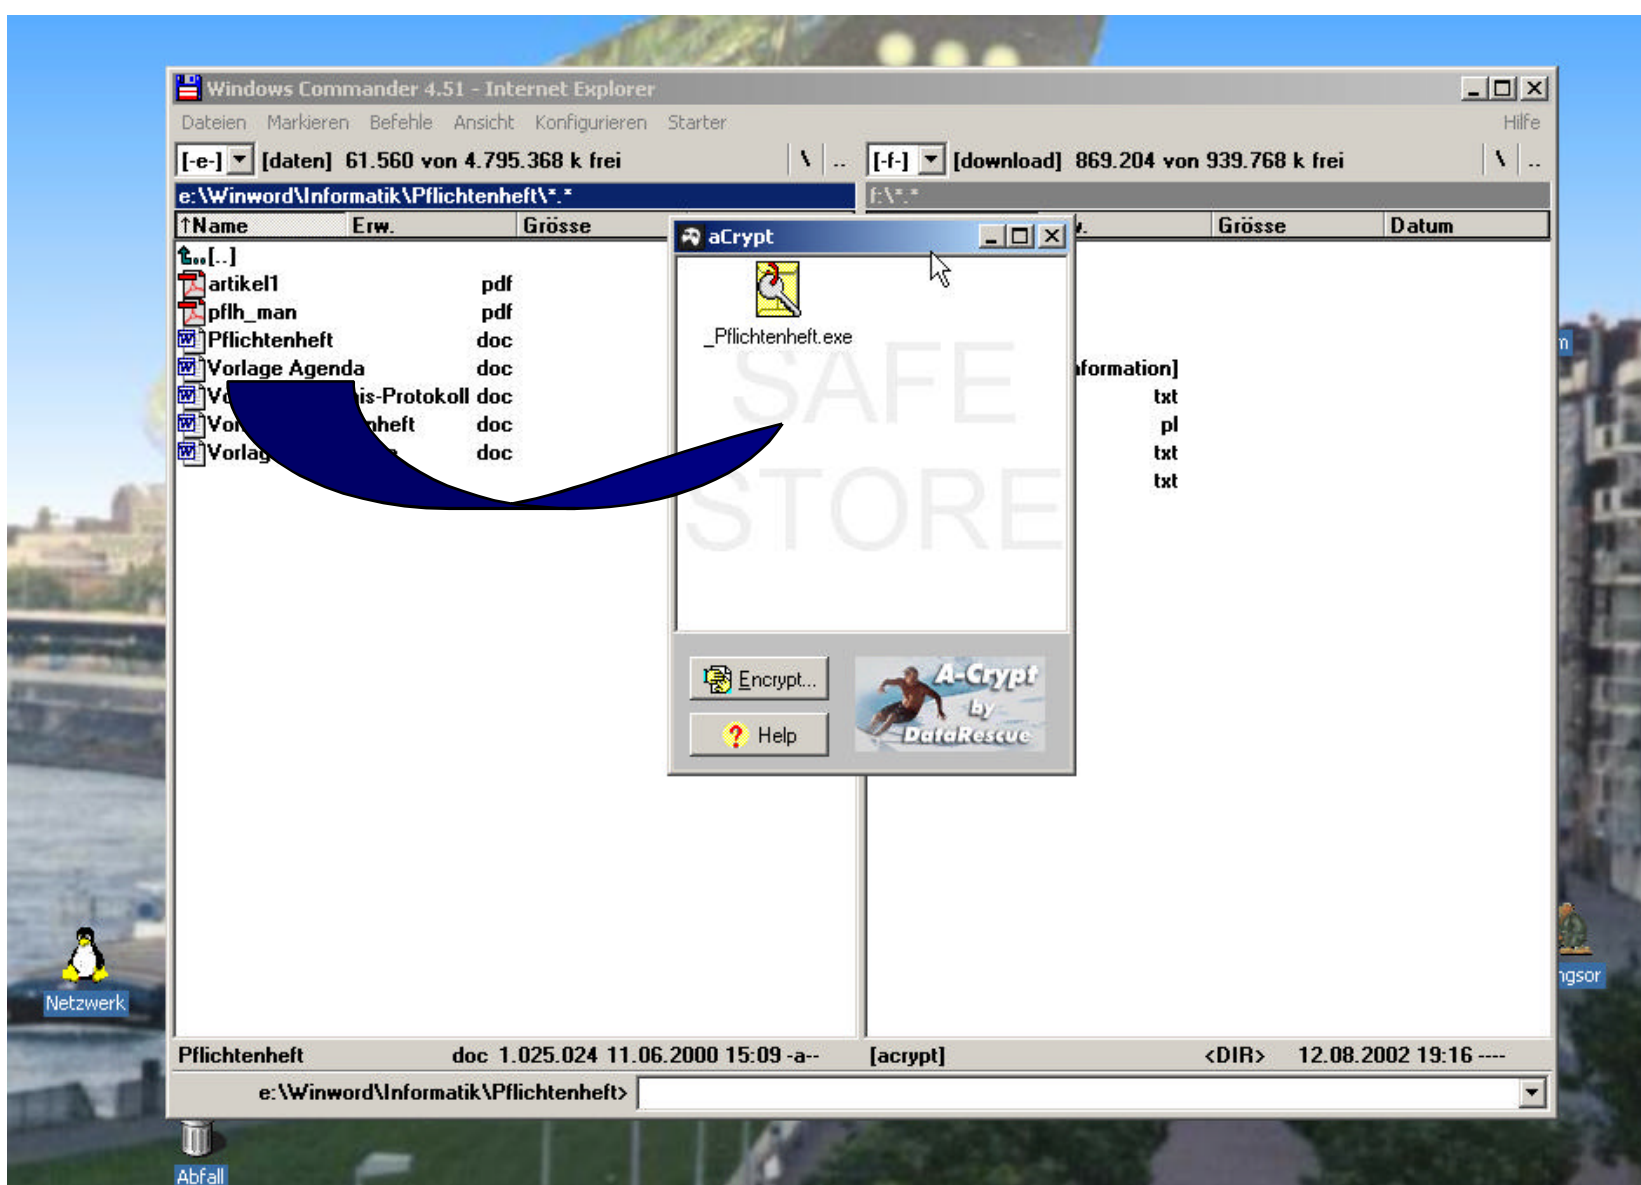 Windows Commander 4.51 - Internet Explorer
Dateien Markieren Befehle Ansicht Konfigurieren Starter Hilfe
[-e-] [daten] 61.560 von 4.795.368 k frei \ .. [-f-] [download] 869.204 von 939.768 k frei \ ..
e:\Winword\Informatik\Pflichtenheft\*.* f:\*.*
↑Name Erw. Grösse Grösse Datum
[..]
artikel1 pdf
pflh_man pdf
Pflichtenheft doc
Vorlage Agenda doc
is-Protokoll doc
doc
doc
txt
pl
txt
txt
aCrypt
_Pflichtenheft.exe
SAFE
STORE
Encrypt...
Help
A-Crypt
by
DataRescue
Pflichtenheft doc 1.025.024 11.06.2000 15:09 -a-- [acrypt] <DIR> 12.08.2002 19:16 ----
e:\Winword\Informatik\Pflichtenheft>
Netzwerk
Abfall